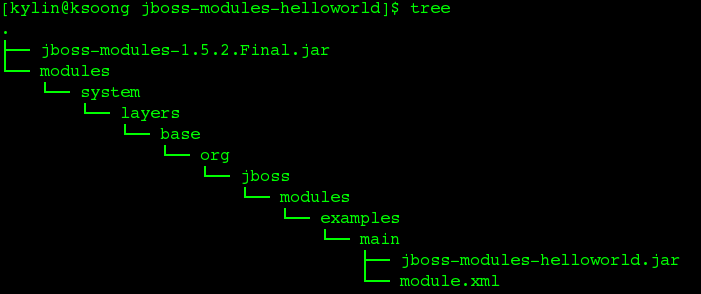 [kylin@ksoong jboss-modules-helloworld]$ tree
.
├── jboss-modules-1.5.2.Final.jar
└── modules
    └── system
        └── layers
            └── base
                └── org
                    └── jboss
                        └── modules
                            └── examples
                                └── main
                                    ├── jboss-modules-helloworld.jar
                                    └── module.xml